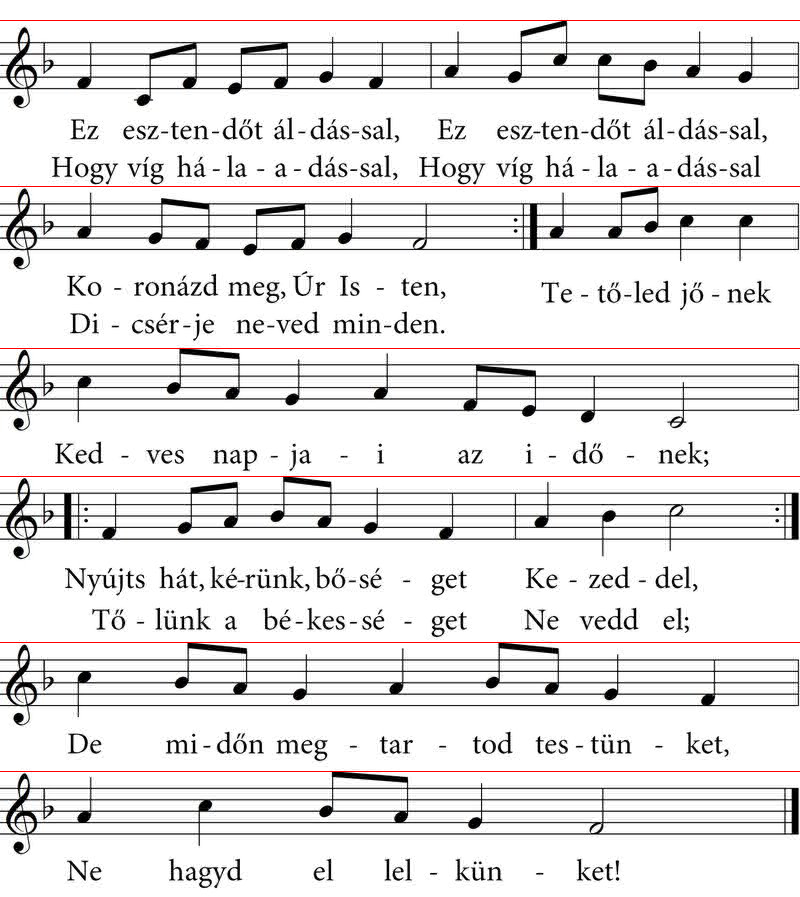 Ez esz-ten-dőt ál-dás-sal, Ez esz-ten-dőt ál-dás-sal,
Hogy víg há-la - a-dás-sal, Hogy víg há-la - a-dás-sal
Ko - ronázd meg, Úr Is - ten, Te - tő-led jő - nek
Di - csér-je ne-ved min-den.
Ked - ves nap - ja - i az i - dő - nek;
Nyújts hát, ké-rünk, bő-sé - get Ke - zed - del,
Tő - lünk a bé-kes-sé - get Ne vedd el;
De mi-dőn meg - tar - tod tes - tün - ket,
Ne hagyd el lel - kün - ket!